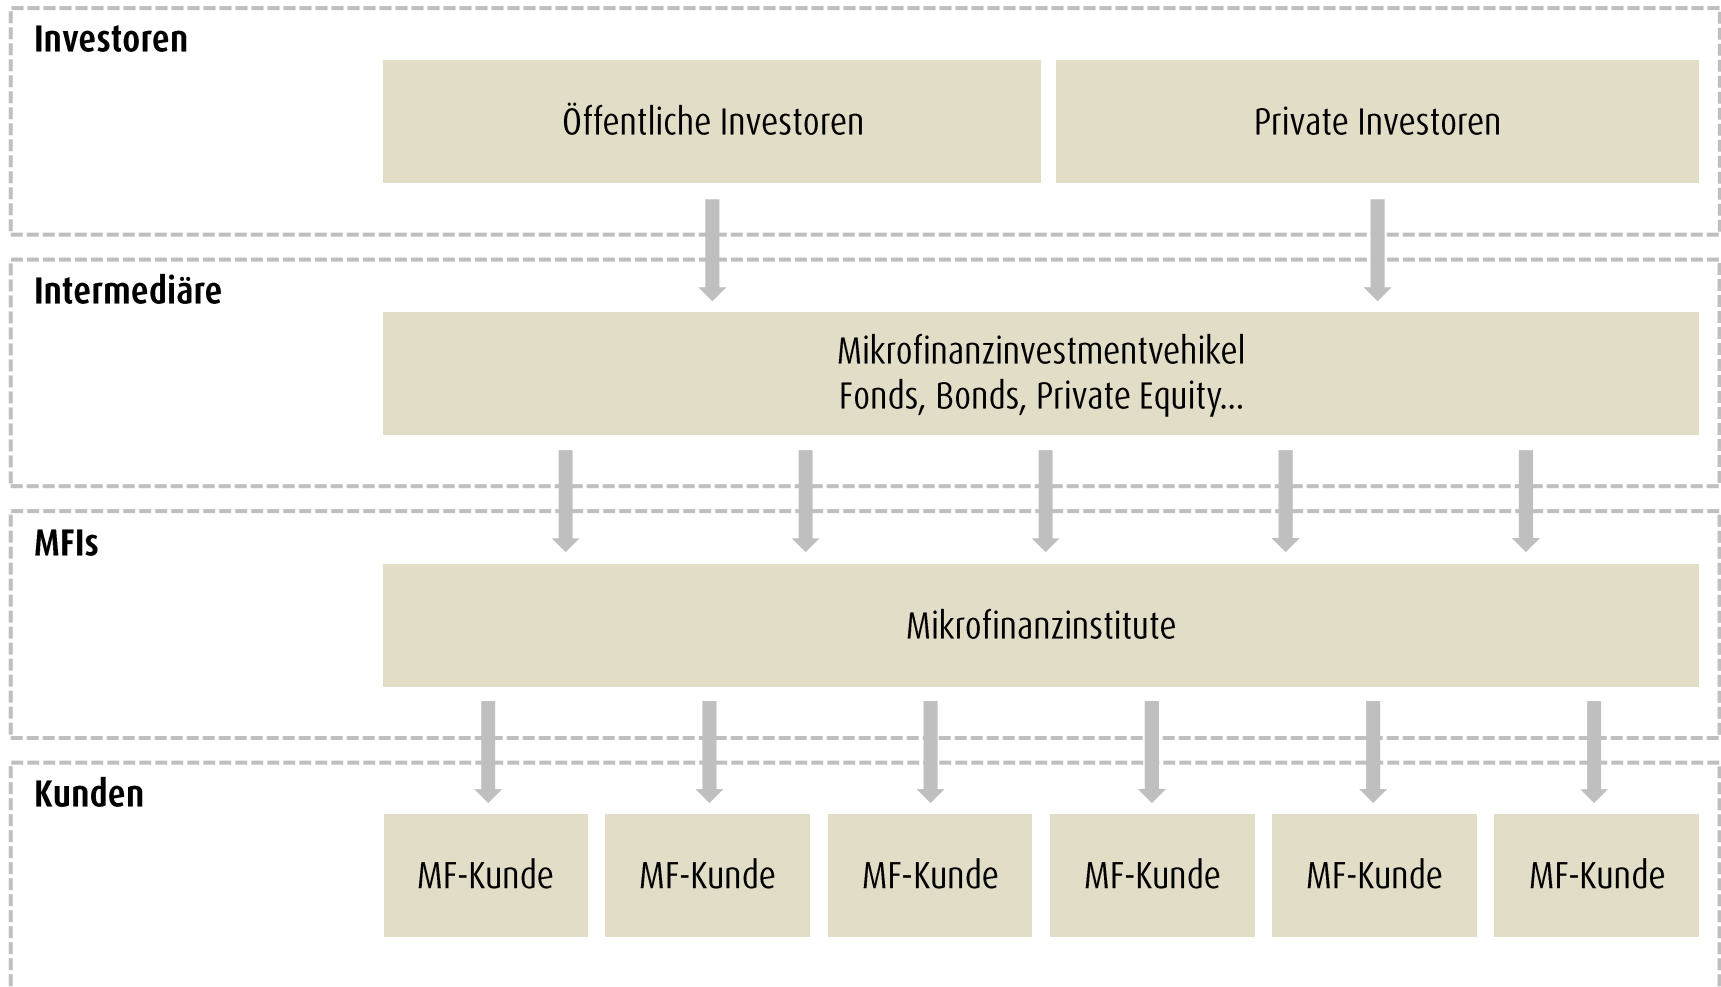 Investoren
Öffentliche Investoren
Private Investoren
Intermediäre
Mikrofinanzinvestmentvehikel
Fonds, Bonds, Private Equity...
MFIs
Mikrofinanzinstitute
Kunden
MF-Kunde
MF-Kunde
MF-Kunde
MF-Kunde
MF-Kunde
MF-Kunde